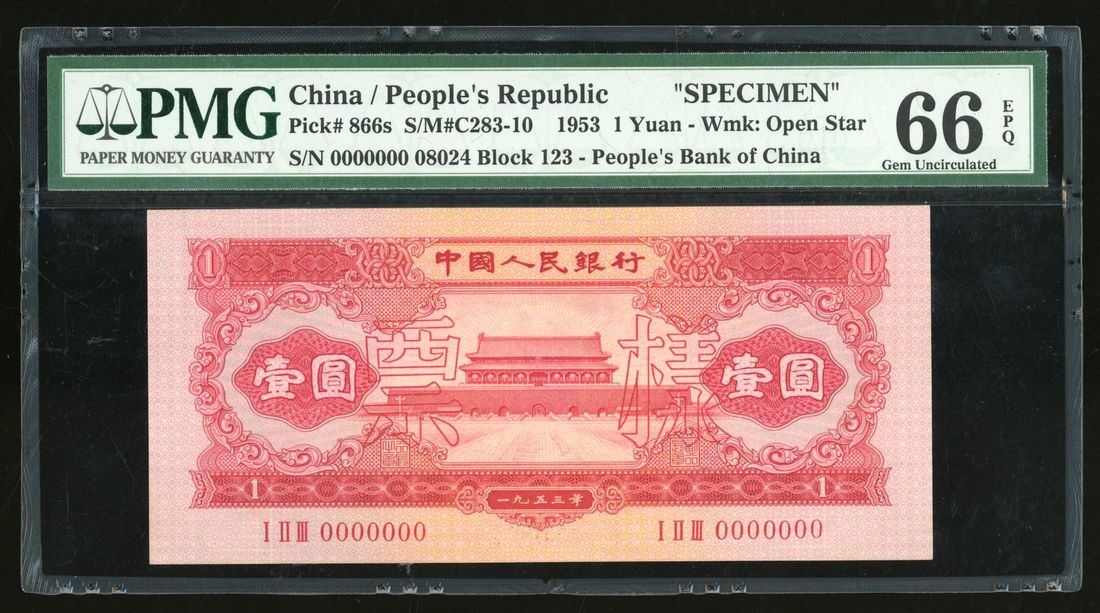 PMG
PAPER MONEY GUARANTY
China / People's Republic "SPECIMEN"
Pick# 866s S/M#C283-10 1953 1 Yuan - Wmk: Open Star
S/N 0000000 08024 Block 123 - People's Bank of China
66 EPQ
Gem Uncirculated
中國人民銀行
1 1
票樣
壹圓 壹圓
1 一九五三年 1
I II III 0000000 I II III 0000000